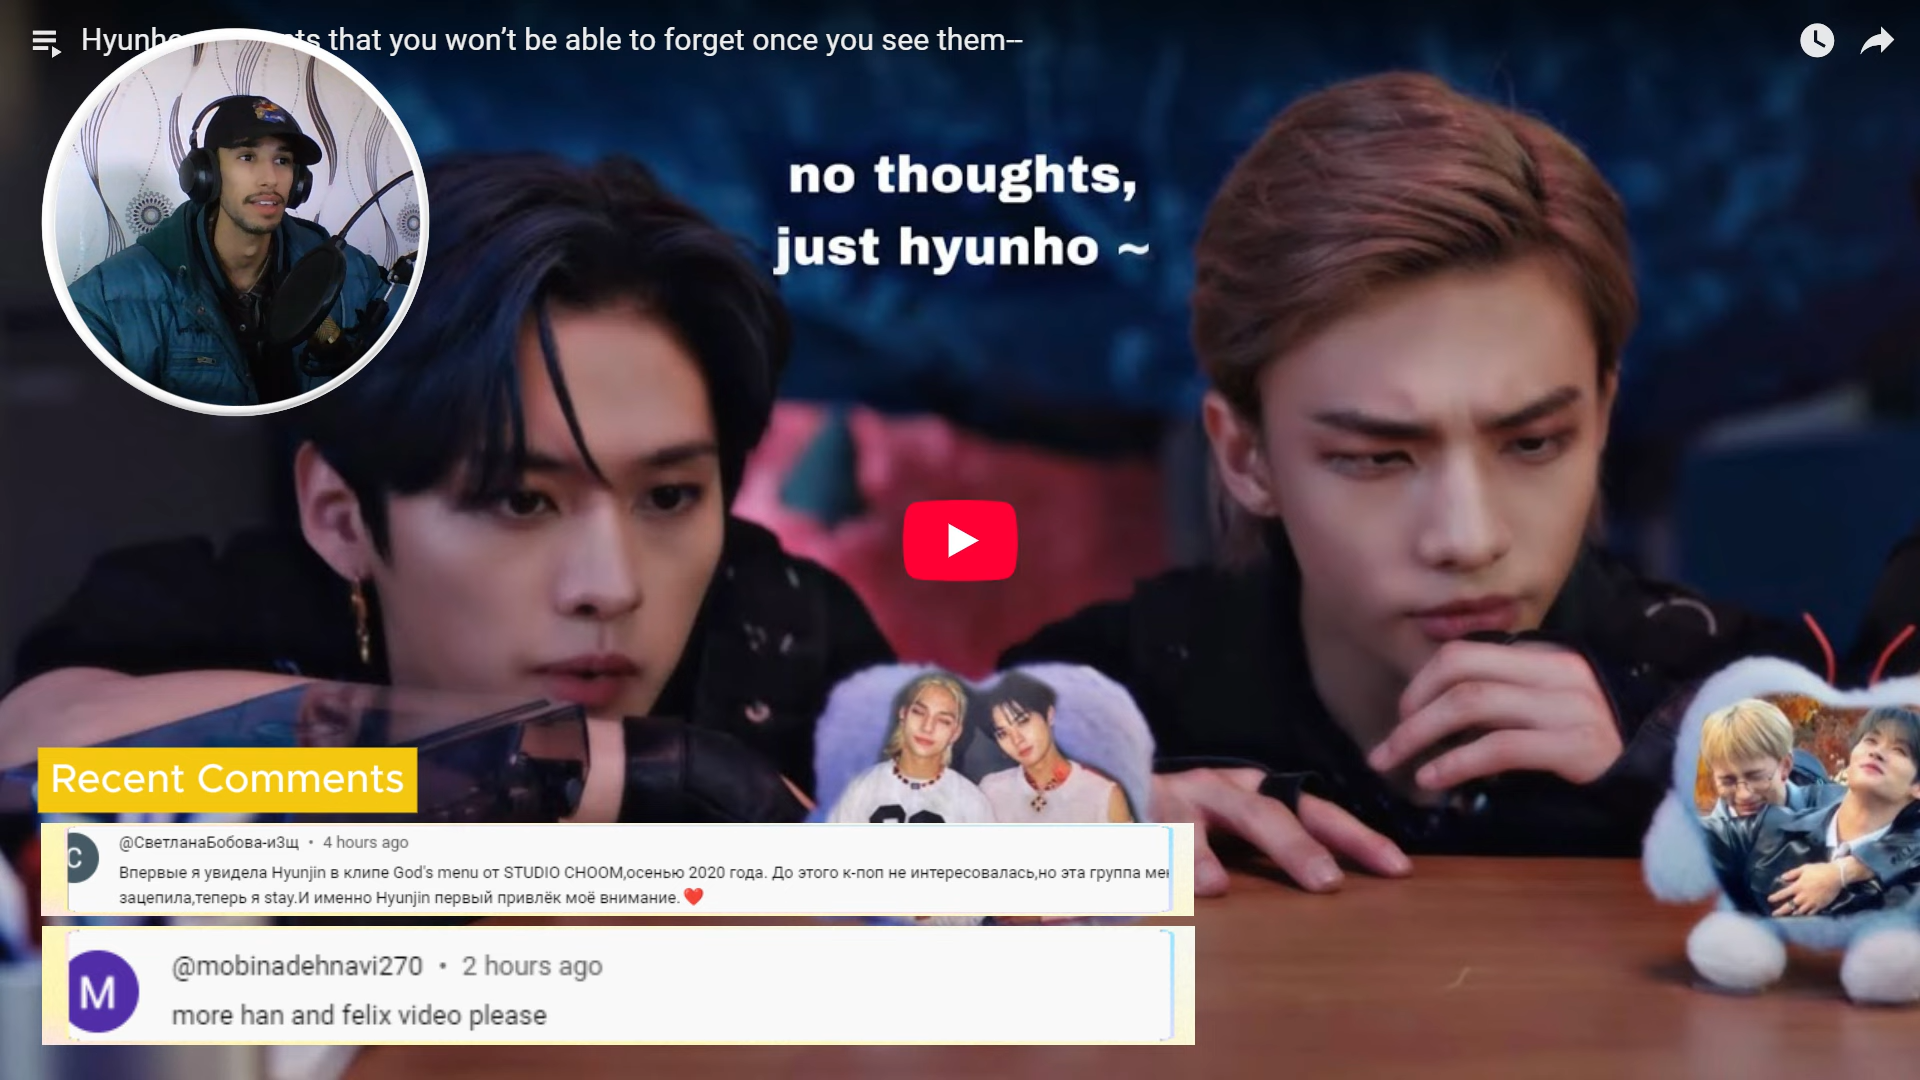 Hyunho ts that you won’t be able to forget once you see them--
no thoughts,
just hyunho ~
Recent Comments
C
@СветланаБобова-и3щ • 4 hours ago
Впервые я увидела Hyunjin в клипе God's menu от STUDIO CHOOM,осенью 2020 года. До этого к-поп не интересовалась,но эта группа
зацепила,теперь я stay.И именно Hyunjin первый привлёк моё внимание.❤️
M
@mobinadehnavi270 • 2 hours ago
more han and felix video please